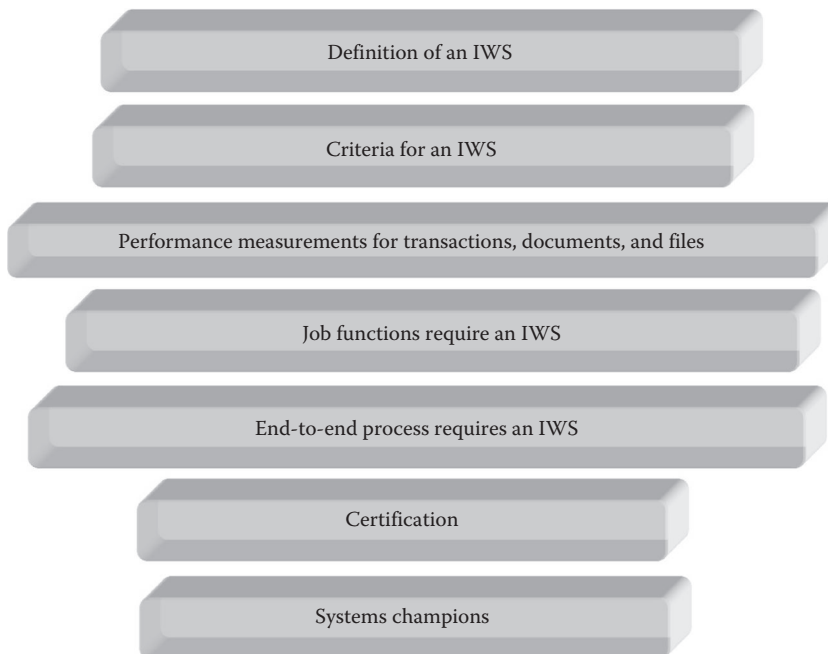 Definition of an IWS
Criteria for an IWS
Performance measurements for transactions, documents, and files
Job functions require an IWS
End-to-end process requires an IWS
Certification
Systems champions